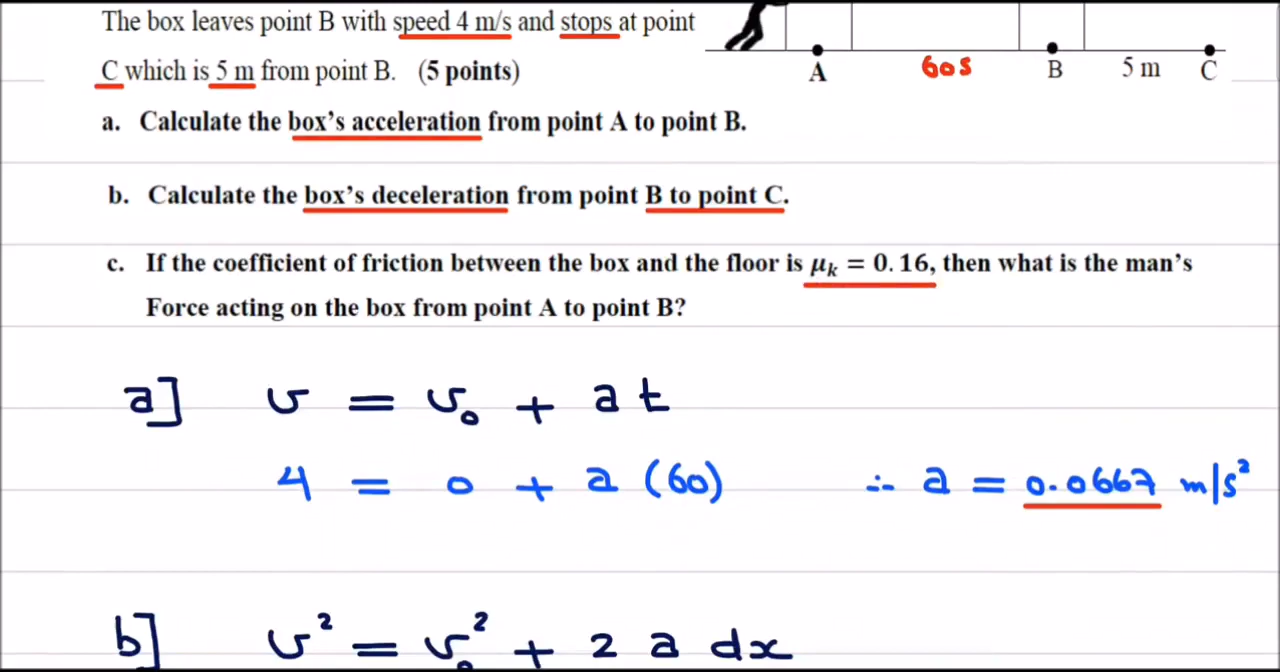 The box leaves point B with speed 4 m/s and stops at point
C which is 5 m from point B. (5 points)
A 60s B 5 m C
a. Calculate the box's acceleration from point A to point B.
b. Calculate the box's deceleration from point B to point C.
c. If the coefficient of friction between the box and the floor is μₖ = 0.16, then what is the man's
Force acting on the box from point A to point B?
a] v = v₀ + a t
4 = 0 + a (60) ∴ a = 0.0667 m/s²
b] v² = v₀² + 2 a dx